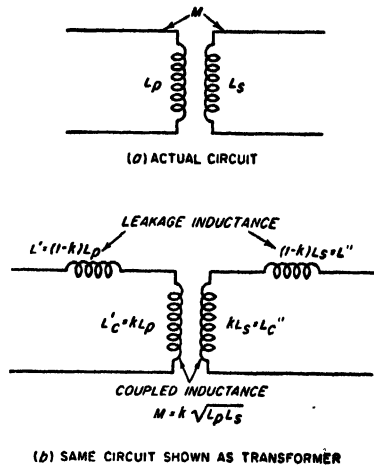 M
Lp Ls
(a) ACTUAL CIRCUIT
LEAKAGE INDUCTANCE
L'=(1-k)Lp (1-k)Ls=L"
L'c=kLp kLs=Lc"
COUPLED INDUCTANCE
M=k √LpLs
(b) SAME CIRCUIT SHOWN AS TRANSFORMER